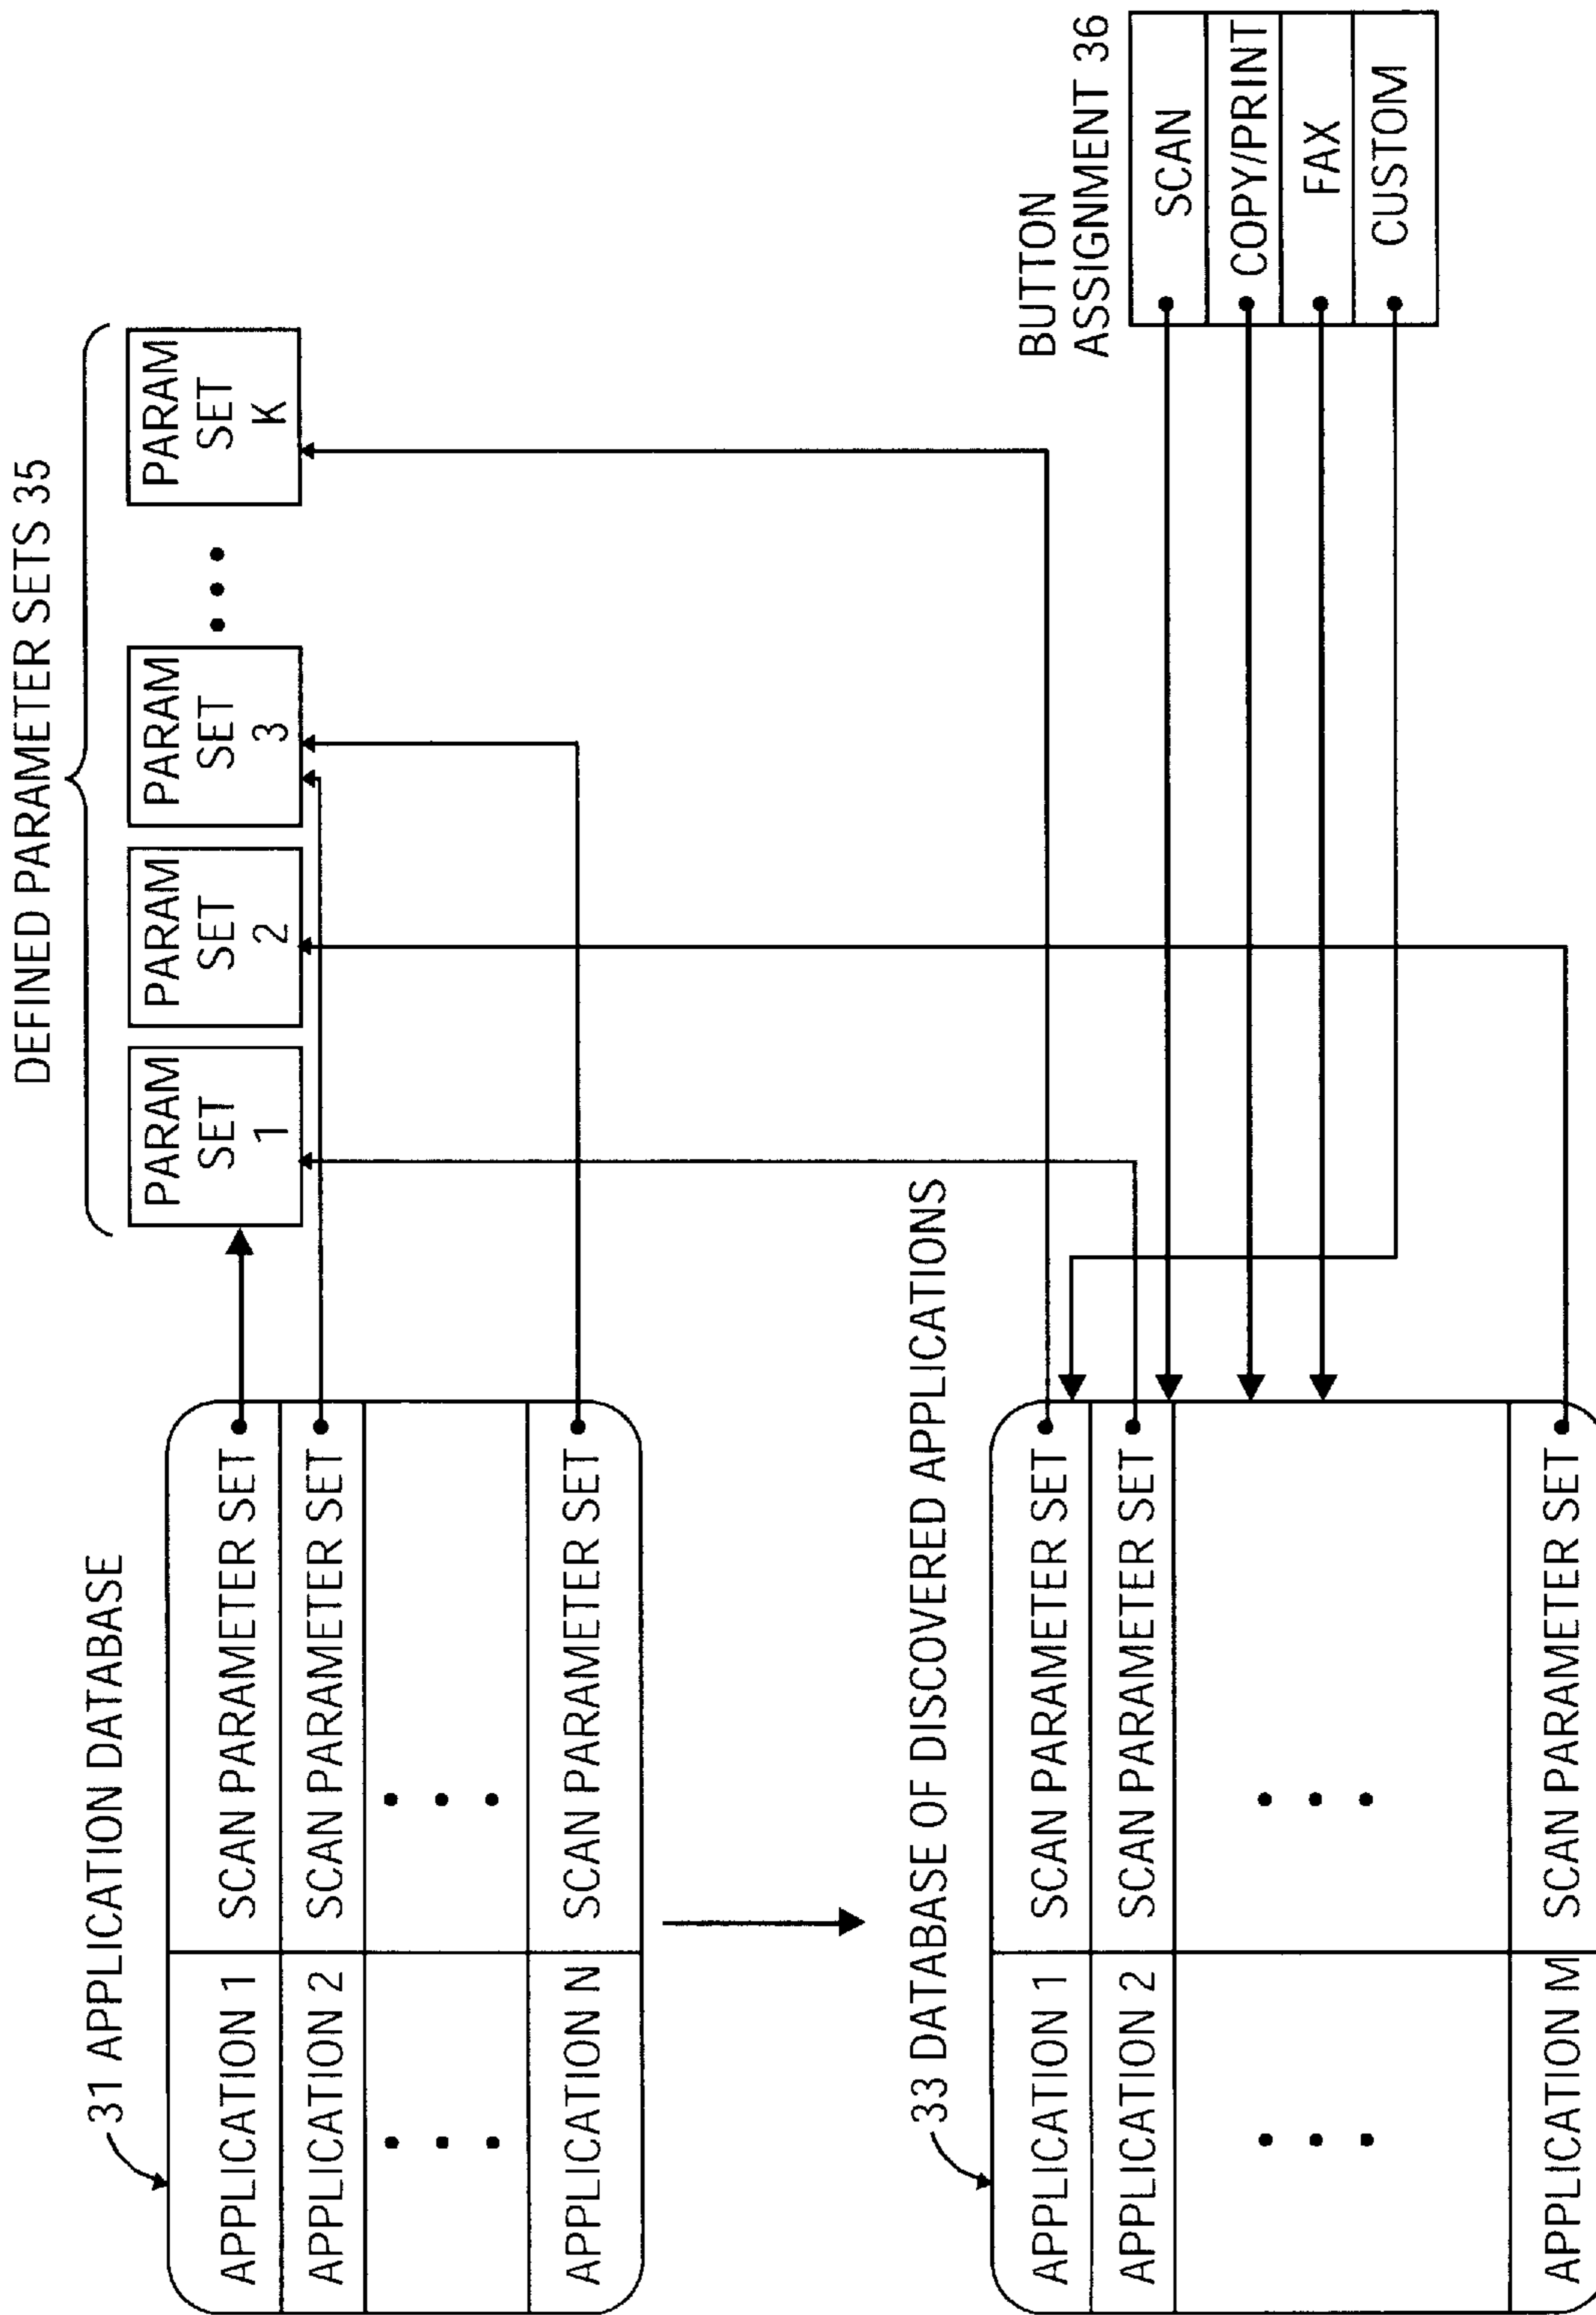 DEFINED PARAMETER SETS 35
PARAM SET 1
PARAM SET 2
PARAM SET 3
PARAM SET K
31 APPLICATION DATABASE
APPLICATION 1 SCAN PARAMETER SET
APPLICATION 2 SCAN PARAMETER SET
APPLICATION N SCAN PARAMETER SET
33 DATABASE OF DISCOVERED APPLICATIONS
APPLICATION 1 SCAN PARAMETER SET
APPLICATION 2 SCAN PARAMETER SET
APPLICATION M SCAN PARAMETER SET
BUTTON
ASSIGNMENT 36
SCAN
COPY/PRINT
FAX
CUSTOM